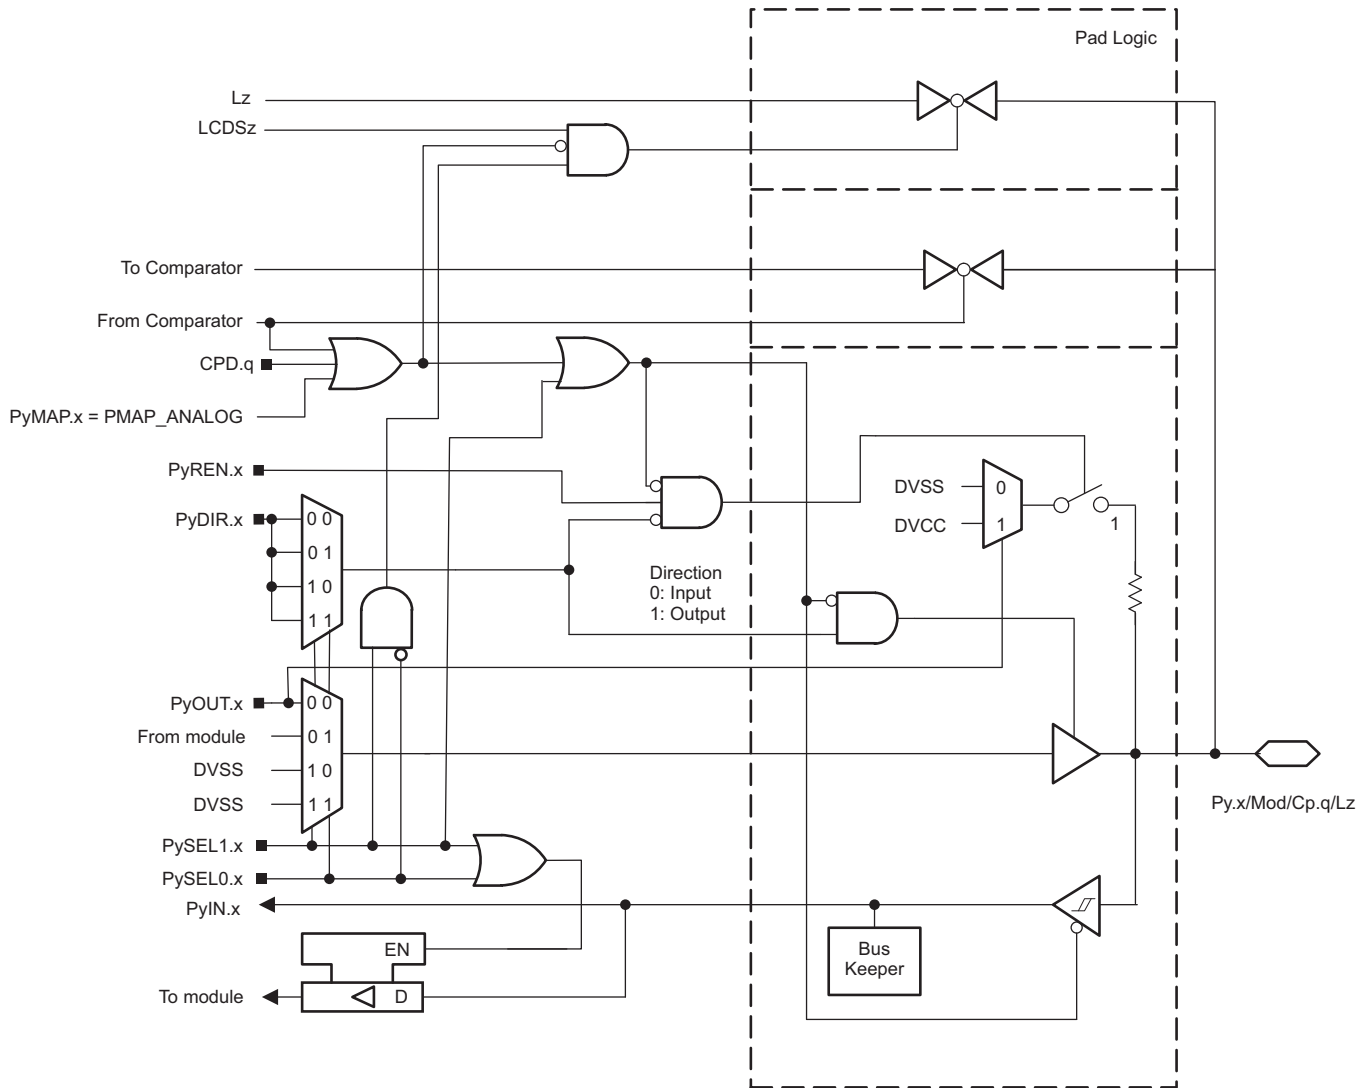 Pad Logic
Lz
LCDSz
To Comparator
From Comparator
CPD.q
PyMAP.x = PMAP_ANALOG
PyREN.x
PyDIR.x
0 0
0 1
1 0
1 1
DVSS
0
DVCC
1
1
Direction
0: Input
1: Output
PyOUT.x
0 0
From module
0 1
DVSS
1 0
DVSS
1 1
Py.x/Mod/Cp.q/Lz
PySEL1.x
PySEL0.x
PyIN.x
EN
Bus
Keeper
To module
D